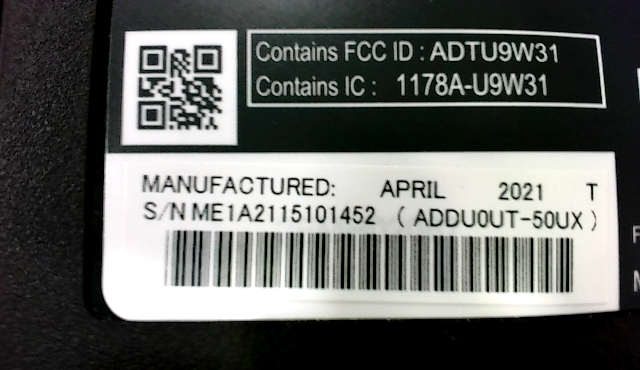 Contains FCC ID : ADTU9W31
Contains IC : 1178A-U9W31
MANUFACTURED: APRIL 2021 T
S/N ME1A2115101452 ( ADDU0UT-50UX )